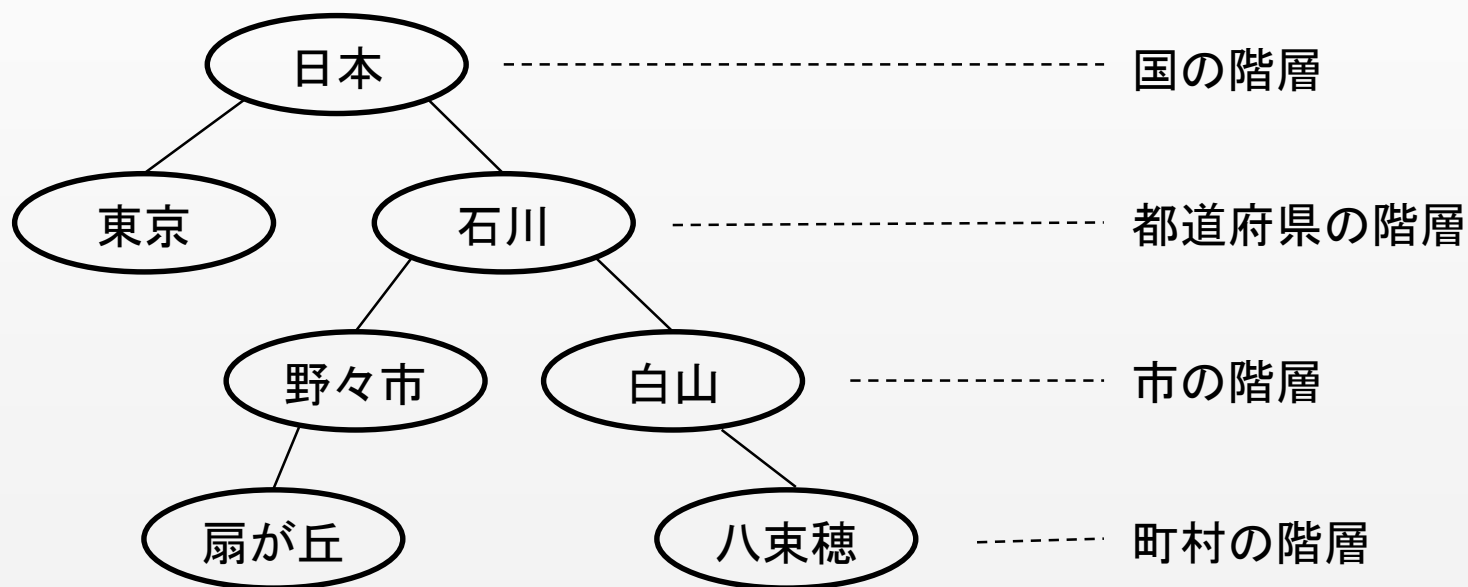 日本 国の階層
東京 石川 都道府県の階層
野々市 白山 市の階層
扇が丘 八束穂 町村の階層